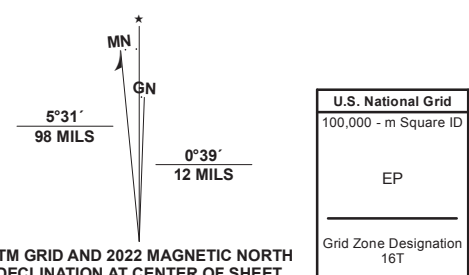 ★
MN
GN
5°31´
98 MILS
0°39´
12 MILS
TM GRID AND 2022 MAGNETIC NORTH
DECLINATION AT CENTER OF SHEET
U.S. National Grid
100,000 - m Square ID
EP
Grid Zone Designation
16T